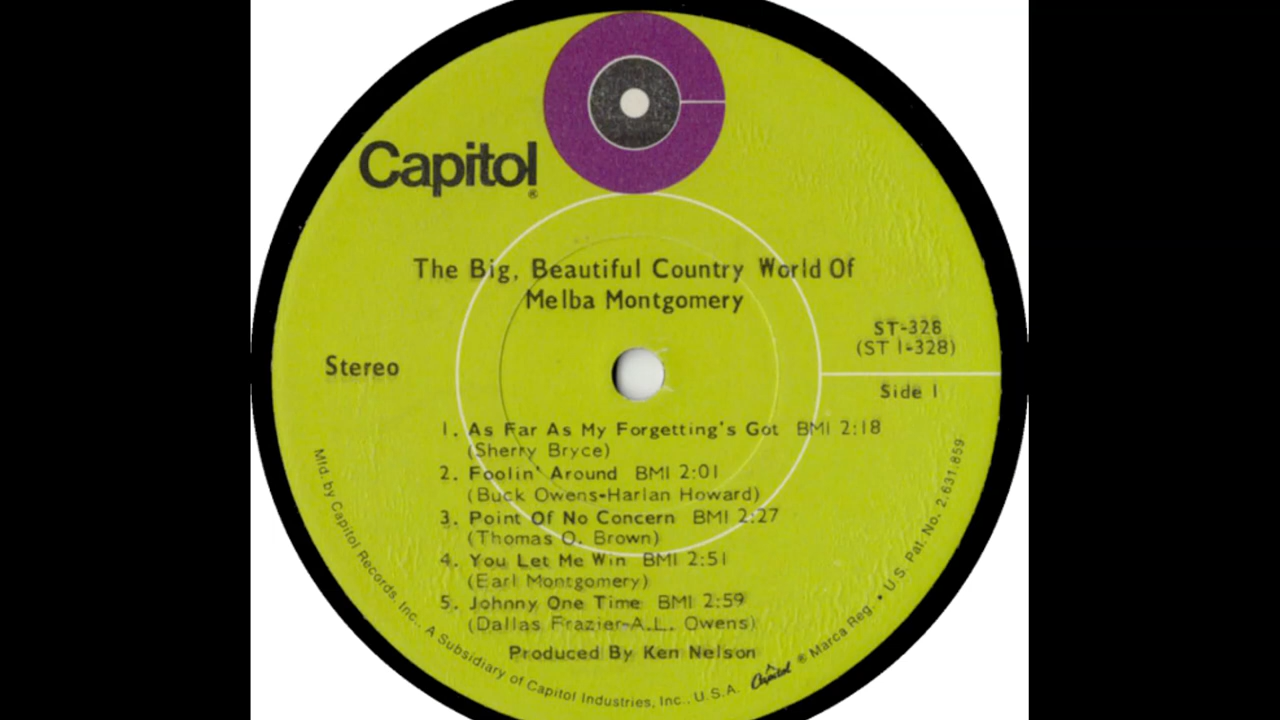 Capitol®
The Big, Beautiful Country World Of
Melba Montgomery
ST-328
(ST 1-328)
Stereo
Side 1
1. As Far As My Forgetting's Got BMI 2:18
(Sherry Bryce)
2. Foolin' Around BMI 2:01
(Buck Owens-Harlan Howard)
3. Point Of No Concern BMI 2:27
(Thomas O. Brown)
4. You Let Me Win BMI 2:51
(Earl Montgomery)
5. Johnny One Time BMI 2:59
(Dallas Frazier-A.L. Owens)
Produced By Ken Nelson
Mfd. by Capitol Records, Inc., A Subsidiary of Capitol Industries, Inc., U.S.A. Capitol ® Marca Reg. • U.S. Pat. No. 2,631,859